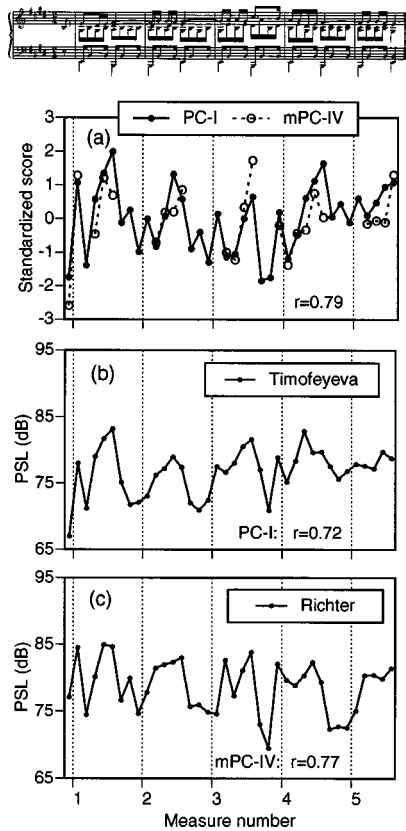 (a)
PC-I mPC-IV
3
2
1
0
-1
-2
-3
Standardized score
r=0.79
(b)
Timofeyeva
95
85
75
65
PSL (dB)
PC-I: r=0.72
(c)
Richter
95
85
75
65
PSL (dB)
mPC-IV: r=0.77
1 2 3 4 5
Measure number